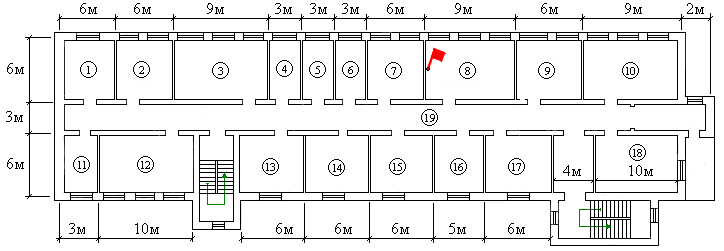 6м 6м 9м 3м 3м 3м 6м 9м 6м 9м 2м
6м
1 2 3 4 5 6 7 8 9 10
3м
19
6м
11 12 13 14 15 16 17 18
4м 10м
3м 10м 6м 6м 6м 5м 6м